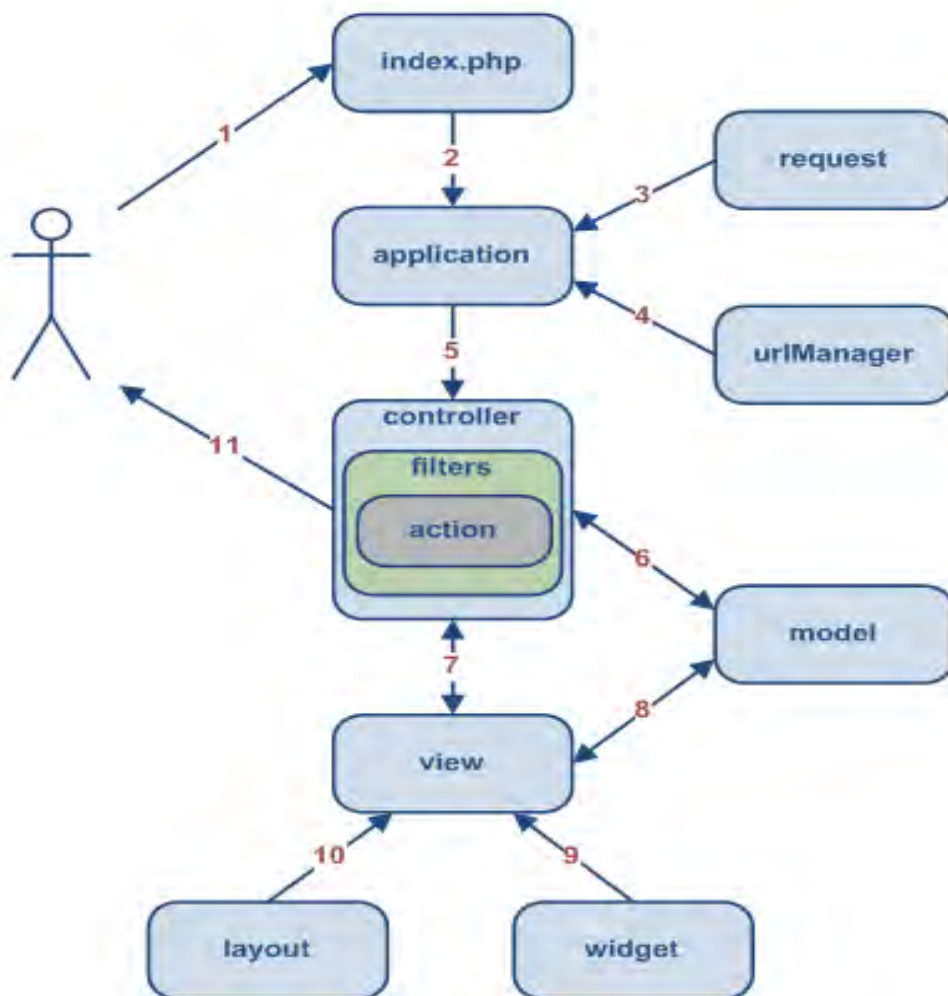 index.php
1
2
request
3
application
4
urlManager
5
controller
11
filters
action
6
model
7
8
view
10
9
layout
widget